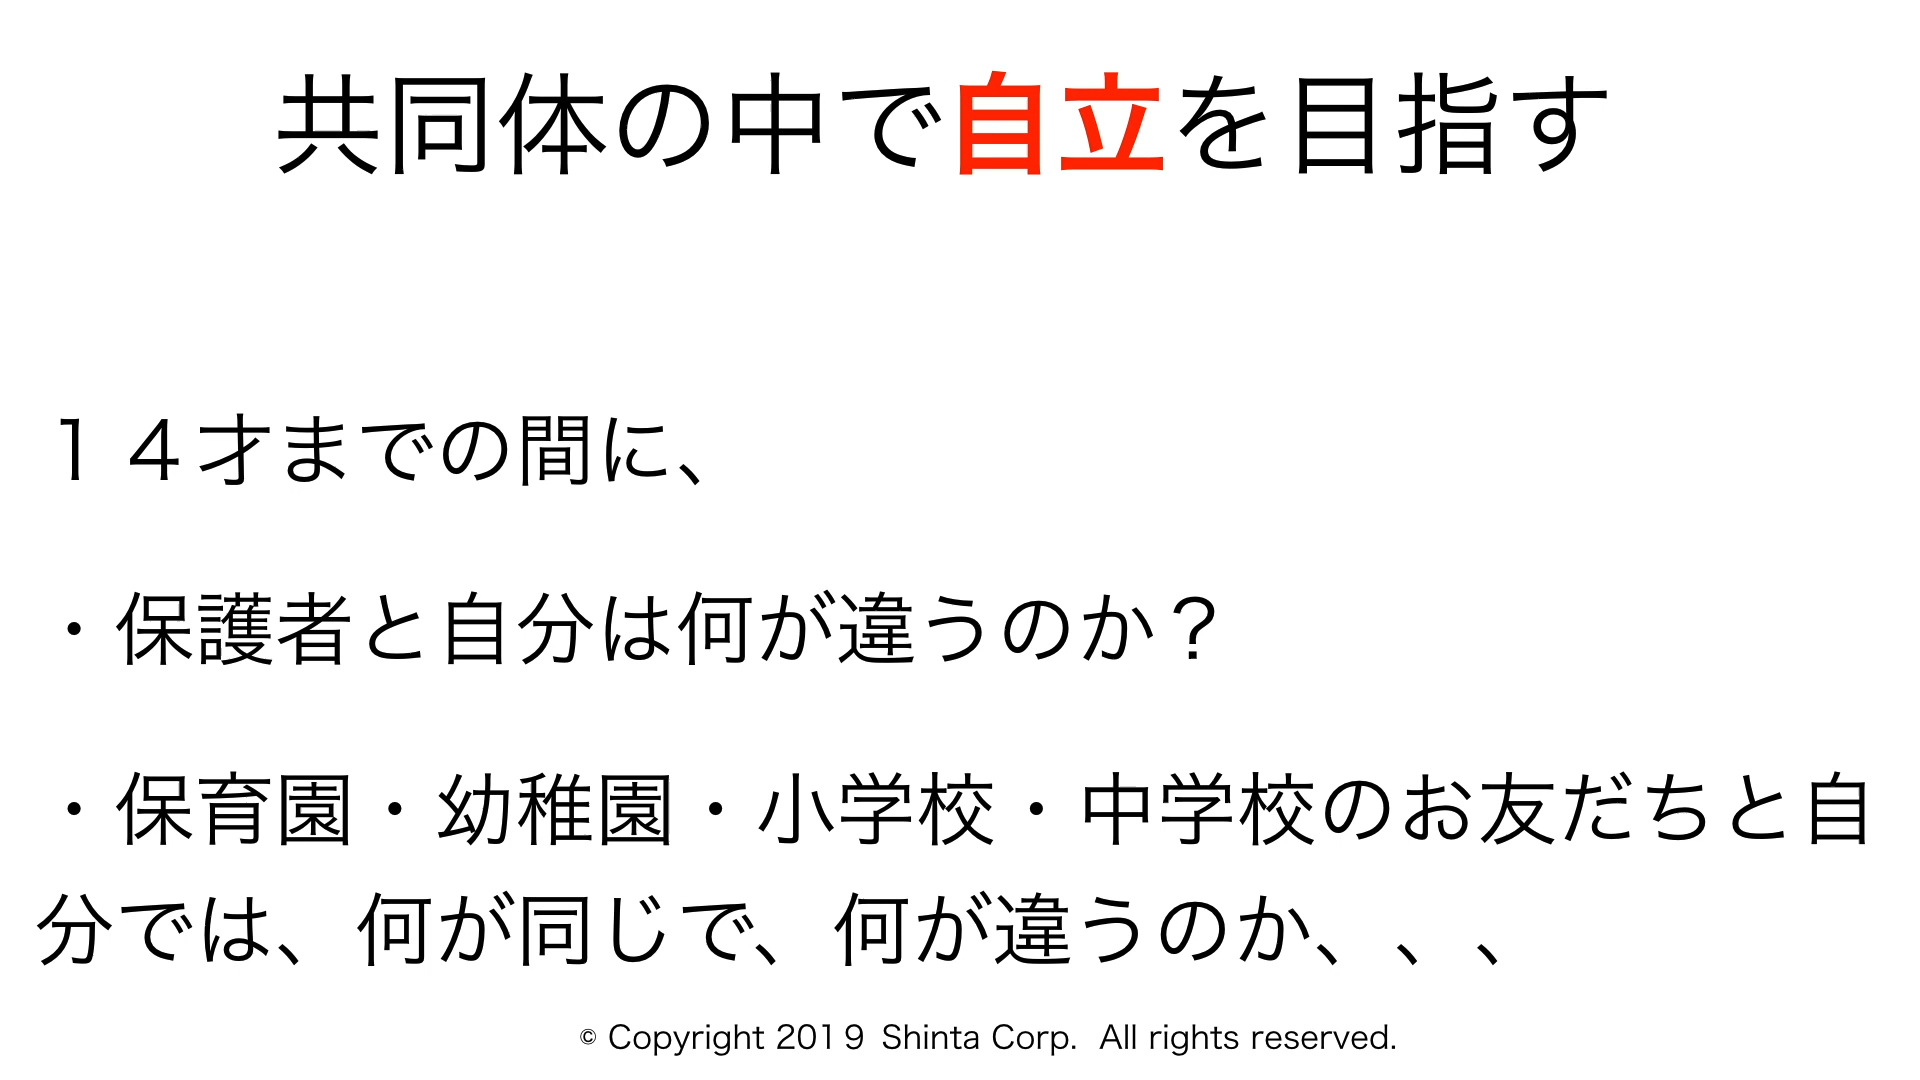 共同体の中で自立を目指す
１４才までの間に、
・保護者と自分は何が違うのか？
・保育園・幼稚園・小学校・中学校のお友だちと自
分では、何が同じで、何が違うのか、、、
© Copyright 201９ Shinta Corp.  All rights reserved.